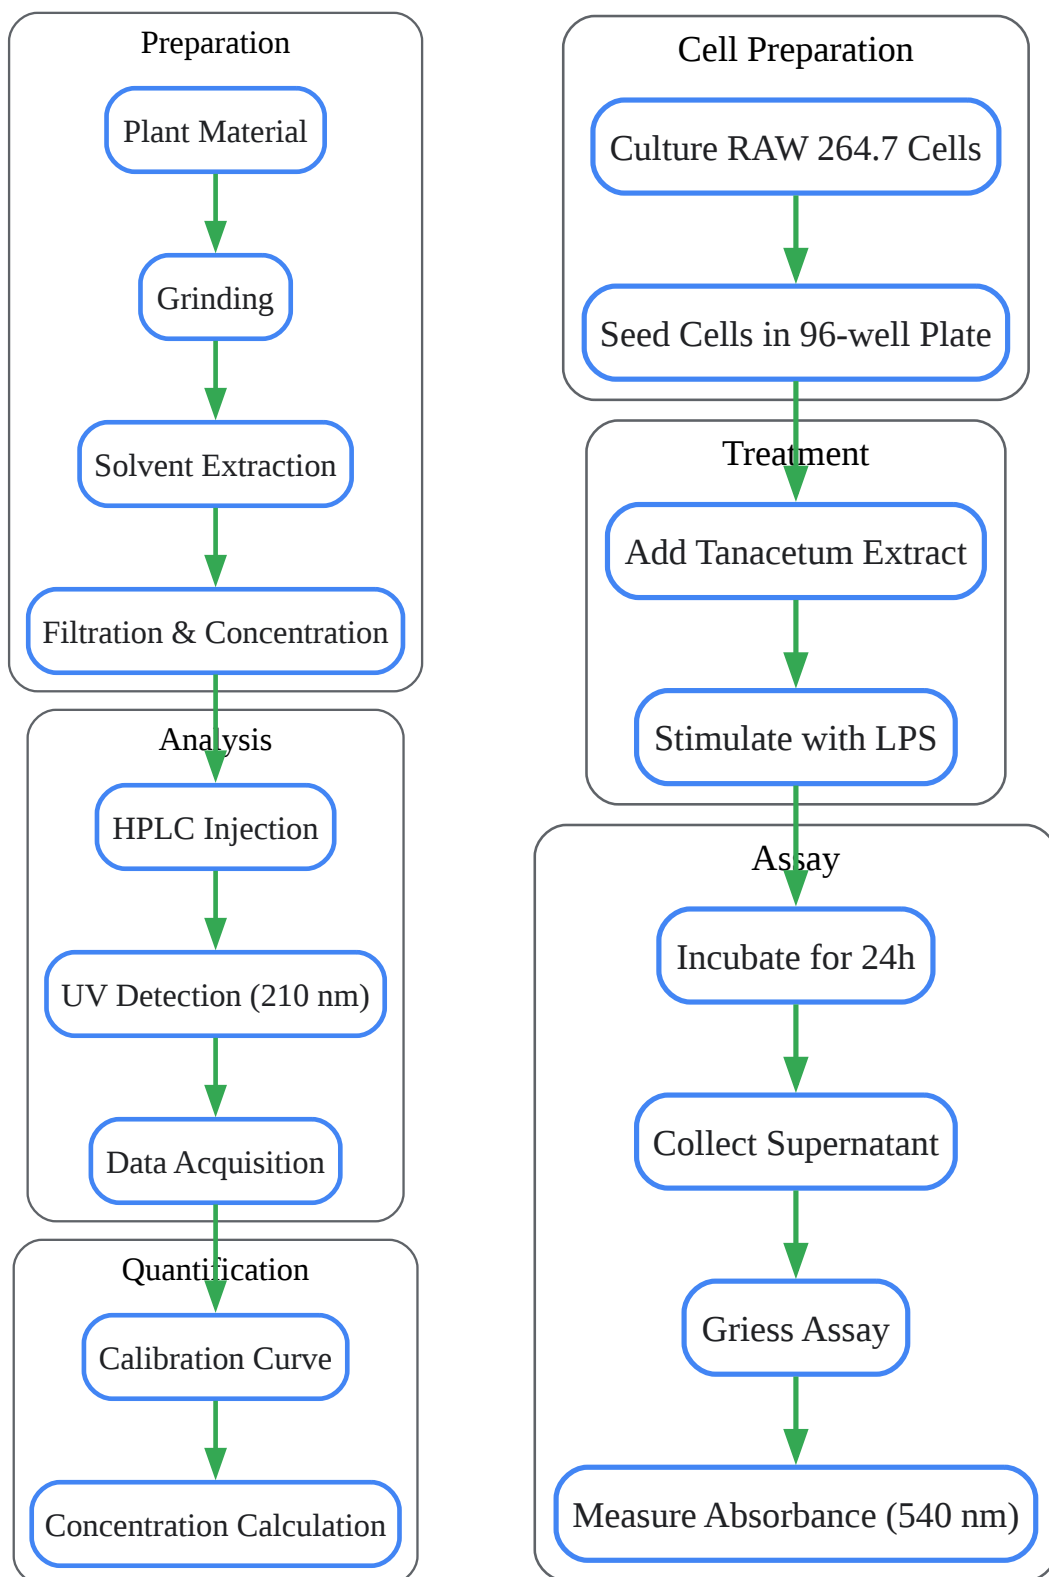 Preparation
Plant Material
Grinding
Solvent Extraction
Filtration & Concentration
Analysis
HPLC Injection
UV Detection (210 nm)
Data Acquisition
Quantification
Calibration Curve
Concentration Calculation
Cell Preparation
Culture RAW 264.7 Cells
Seed Cells in 96-well Plate
Treatment
Add Tanacetum Extract
Stimulate with LPS
Assay
Incubate for 24h
Collect Supernatant
Griess Assay
Measure Absorbance (540 nm)